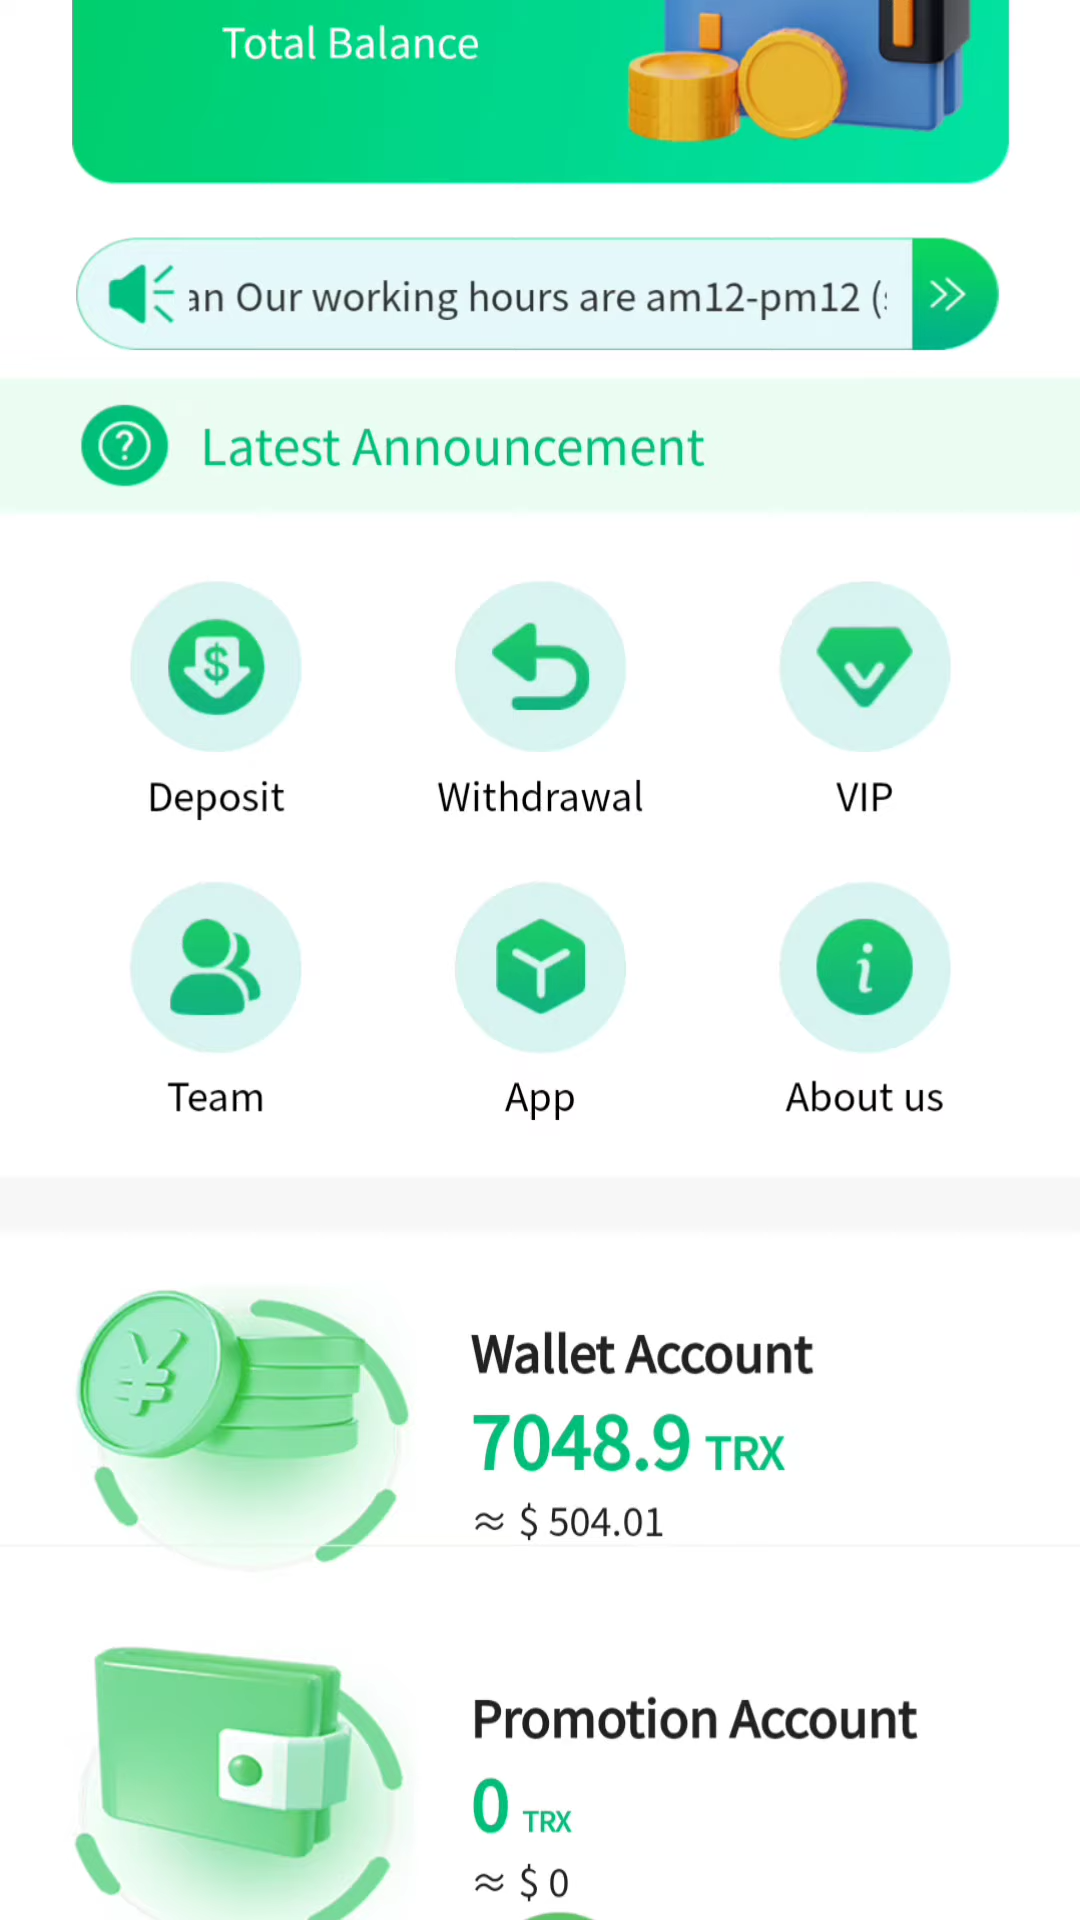 Total Balance
an Our working hours are am12-pm12 (
Latest Announcement
Deposit
Withdrawal
VIP
Team
App
About us
Wallet Account
7048.9 TRX
≈ $ 504.01
Promotion Account
0 TRX
≈ $ 0